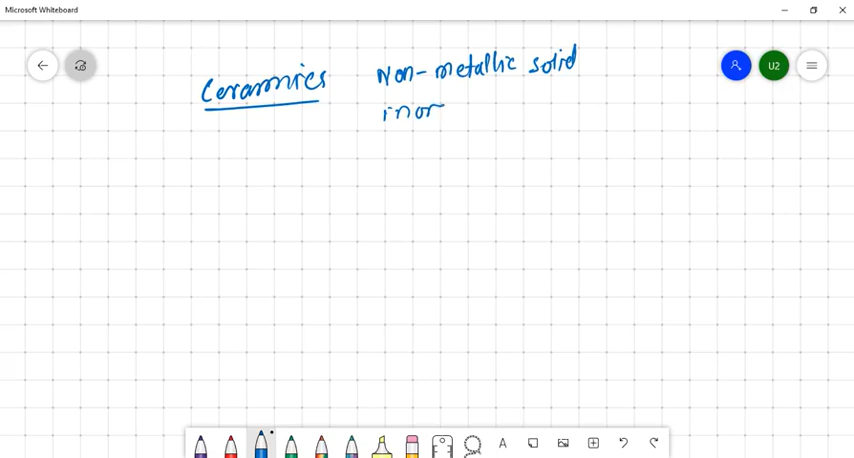 Microsoft Whiteboard
Ceramics Non-metallic solid
inor
U2
A